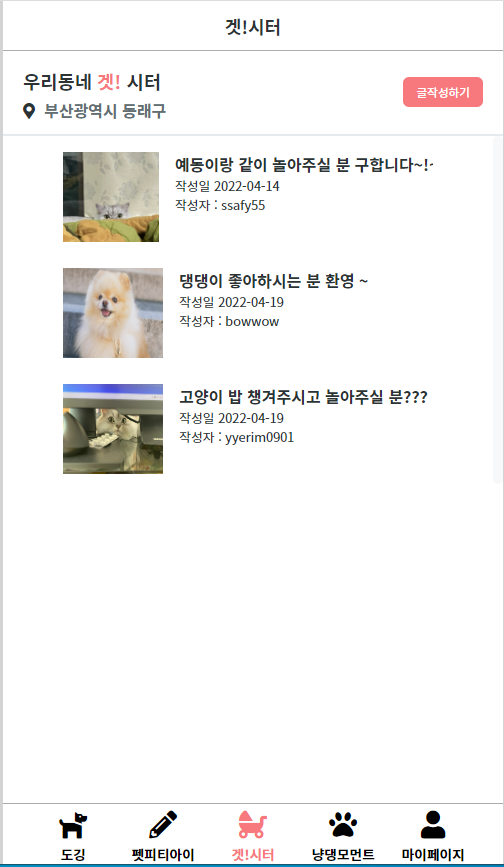 겟!시터
우리동네 겟! 시터
부산광역시 동래구
글작성하기
예동이랑 같이 놀아주실 분 구합니다~!~
작성일 2022-04-14
작성자 : ssafy55
댕댕이 좋아하시는 분 환영 ~
작성일 2022-04-19
작성자 : bowwow
고양이 밥 챙겨주시고 놀아주실 분???
작성일 2022-04-19
작성자 : yyerim0901
도깅 펫피티아이 겟!시터 냥댕모먼트 마이페이지